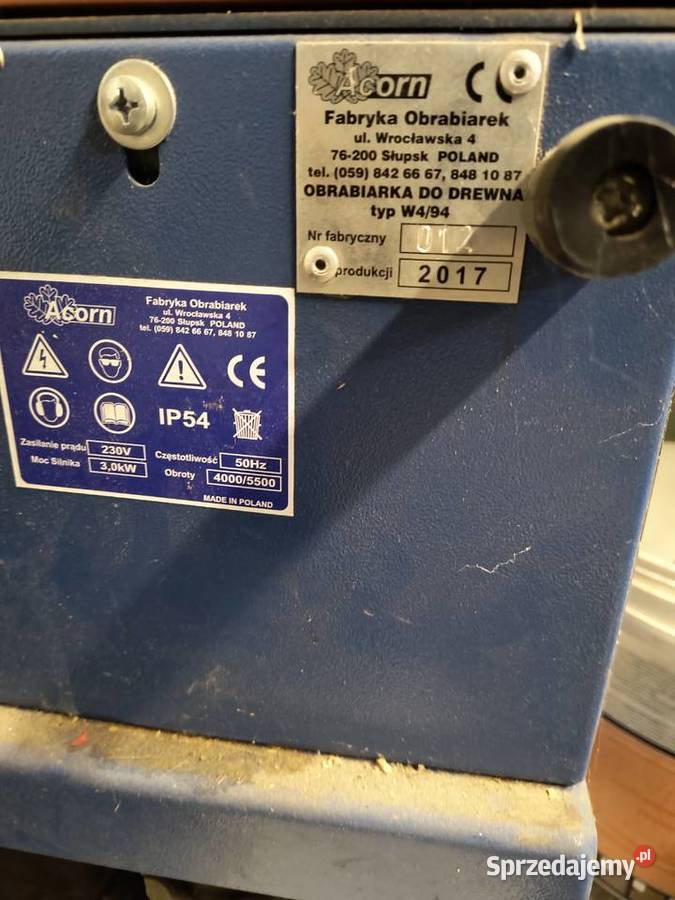 Acorn CE
Fabryka Obrabiarek
ul. Wrocławska 4
76-200 Słupsk POLAND
tel. (059) 842 66 67, 848 10 87
OBRABIARKA DO DREWNA
typ W4/94
Nr fabryczny 012
produkcji 2017
Acorn
Fabryka Obrabiarek
ul. Wrocławska 4
76-200 Słupsk POLAND
tel. (059) 842 66 67, 848 10 87
CE
IP54
Zasilanie prądu 230V Częstotliwość 50Hz
Moc Silnika 3,0kW Obroty 4000/5500
MADE IN POLAND
Sprzedajemy.pl